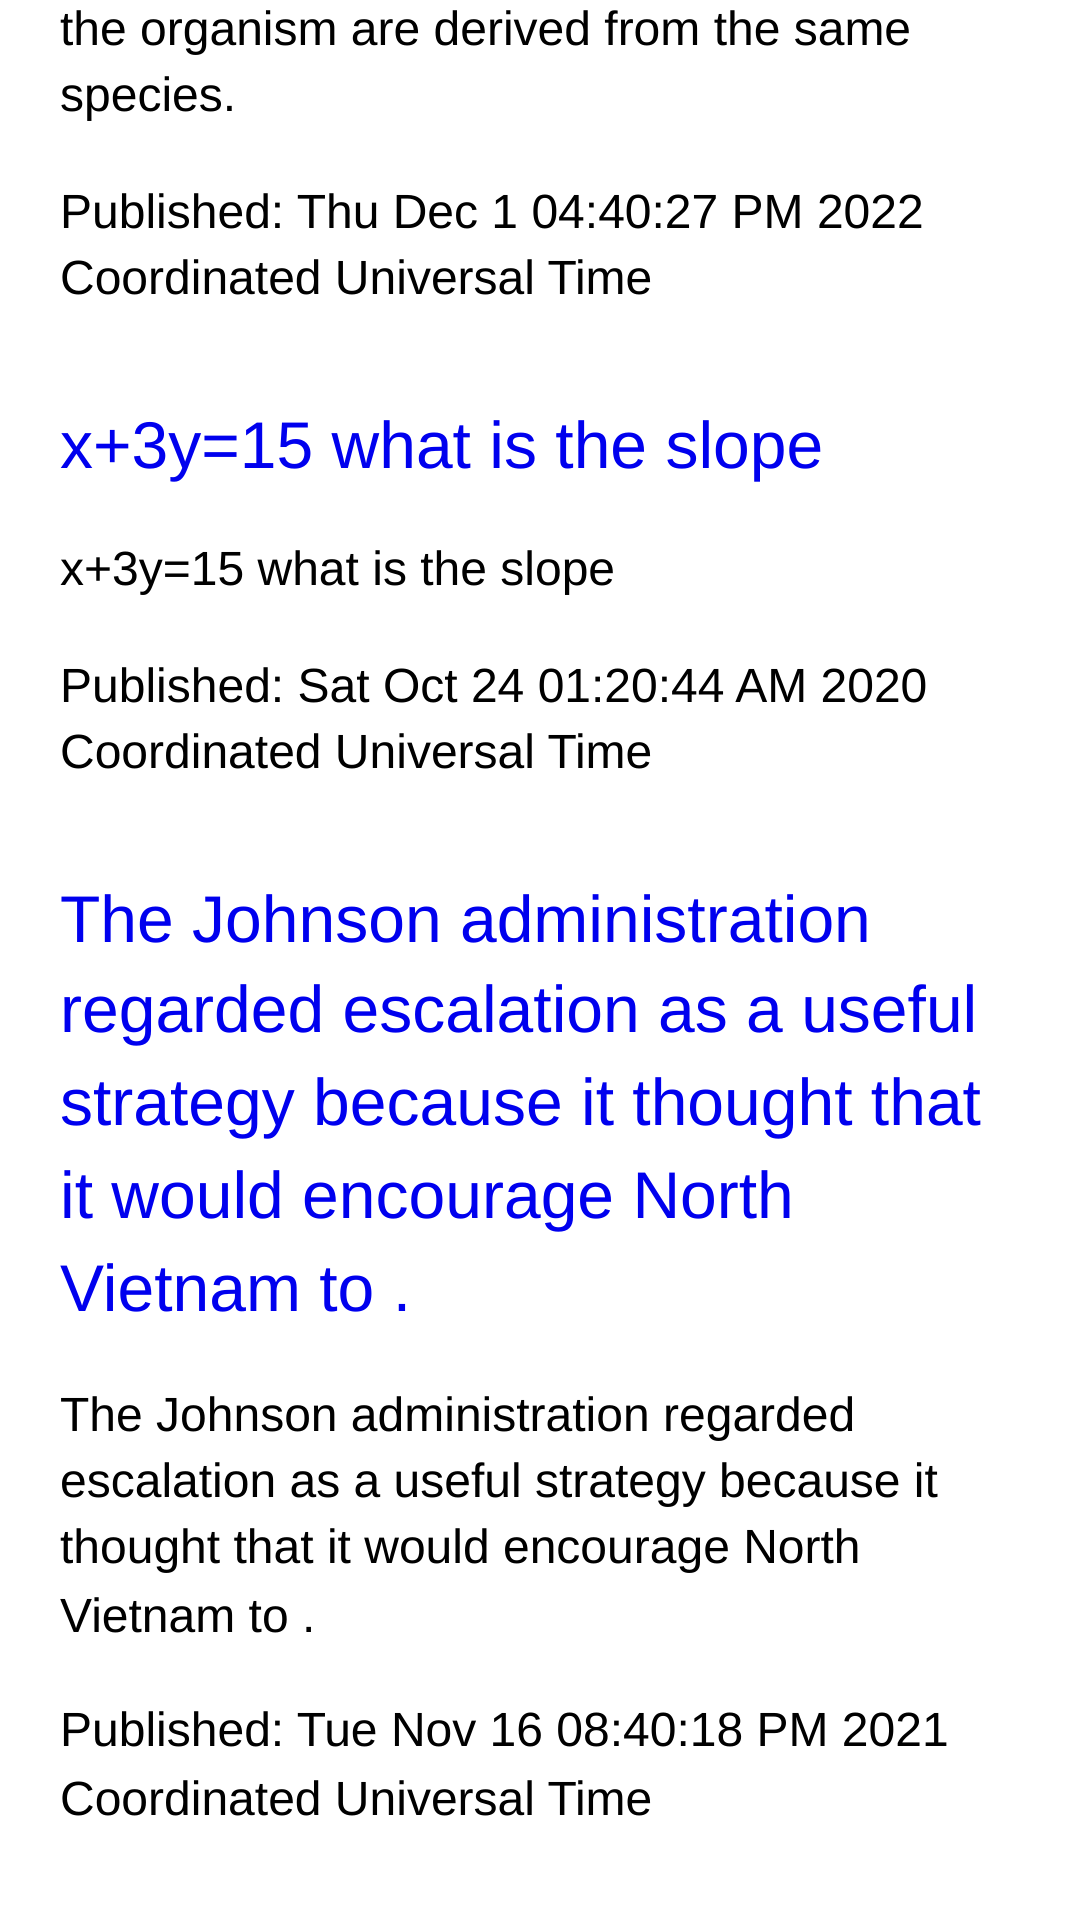 the organism are derived from the same
species.
Published: Thu Dec 1 04:40:27 PM 2022
Coordinated Universal Time
x+3y=15 what is the slope
x+3y=15 what is the slope
Published: Sat Oct 24 01:20:44 AM 2020
Coordinated Universal Time
The Johnson administration
regarded escalation as a useful
strategy because it thought that
it would encourage North
Vietnam to .
The Johnson administration regarded
escalation as a useful strategy because it
thought that it would encourage North
Vietnam to .
Published: Tue Nov 16 08:40:18 PM 2021
Coordinated Universal Time